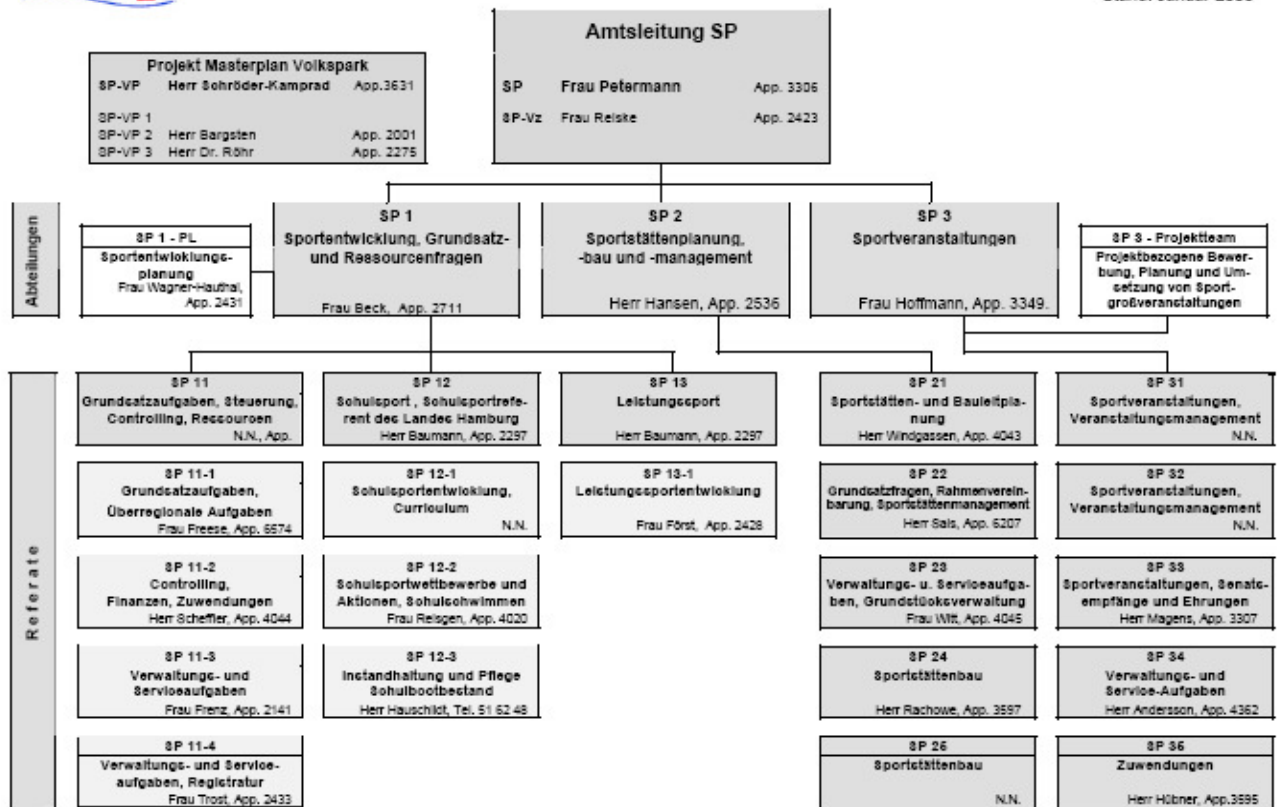 Amtsleitung SP
SP Frau Petermann App. 3306
SP-Vz Frau Reiske App. 2423
Projekt Masterplan Volkspark
SP-VP Herr Schröder-Kamprad App.3631
SP-VP 1
SP-VP 2 Herr Bargsten App. 2001
SP-VP 3 Herr Dr. Röhr App. 2275
Abteilungen
SP 1 - PL
Sportentwicklungs-
planung
Frau Wagner-Hauthal,
App. 2431
SP 1
Sportentwicklung, Grundsatz-
und Ressourcenfragen
Frau Beck, App. 2711
SP 2
Sportstättenplanung,
-bau und -management
Herr Hansen, App. 2536
SP 3
Sportveranstaltungen
Frau Hoffmann, App. 3349.
SP 3 - Projektteam
Projektbezogene Bewer-
bung, Planung und Um-
setzung von Sport-
großveranstaltungen
Referate
SP 11
Grundsatzaufgaben, Steuerung,
Controlling, Ressourcen
N.N., App.
SP 11-1
Grundsatzaufgaben,
Überregionale Aufgaben
Frau Freese, App. 6574
SP 11-2
Controlling,
Finanzen, Zuwendungen
Herr Scheffler, App. 4044
SP 11-3
Verwaltungs- und
Serviceaufgaben
Frau Frenz, App. 2141
SP 11-4
Verwaltungs- und Service-
aufgaben, Registratur
Frau Trost, App. 2433
SP 12
Schulsport , Schulsportrefe-
rent des Landes Hamburg
Herr Baumann, App. 2297
SP 12-1
Schulsportentwicklung,
Curriculum
N.N.
SP 12-2
Schulsportwettbewerbe und
Aktionen, Schulschwimmen
Frau Reisgen, App. 4020
SP 12-3
Instandhaltung und Pflege
Schulbootbestand
Herr Hauschildt, Tel. 51 62 48
SP 13
Leistungssport
Herr Baumann, App. 2297
SP 13-1
Leistungssportentwicklung
Frau Först, App. 2428
SP 21
Sportstätten- und Bauleitpla-
nung
Herr Windgassen, App. 4043
SP 22
Grundsatzfragen, Rahmenverein-
barung, Sportstättenmanagement
Herr Sals, App. 6207
SP 23
Verwaltungs- u. Serviceaufga-
ben, Grundstücksverwaltung
Frau Witt, App. 4045
SP 24
Sportstättenbau
Herr Rachowe, App. 3597
SP 25
Sportstättenbau
N.N.
SP 31
Sportveranstaltungen,
Veranstaltungsmanagement
N.N.
SP 32
Sportveranstaltungen,
Veranstaltungsmanagement
N.N.
SP 33
Sportveranstaltungen, Senats-
empfänge und Ehrungen
Herr Magens, App. 3307
SP 34
Verwaltungs- und
Service-Aufgaben
Herr Andersson, App. 4362
SP 35
Zuwendungen
Herr Hübner, App.3595